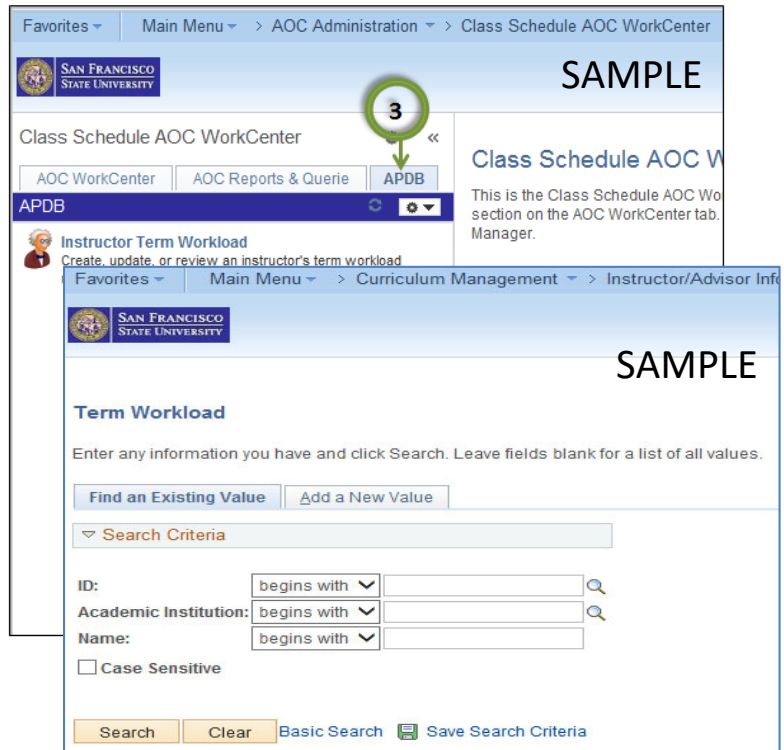 Favorites Main Menu > AOC Administration > Class Schedule AOC WorkCenter
SAN FRANCISCO
STATE UNIVERSITY
SAMPLE
3
Class Schedule AOC WorkCenter «
AOC WorkCenter AOC Reports & Querie APDB
APDB
Instructor Term Workload
Create, update, or review an instructor's term workload
Class Schedule AOC W
This is the Class Schedule AOC Wo
section on the AOC WorkCenter tab.
Manager.
Favorites Main Menu > Curriculum Management > Instructor/Advisor Inf
SAN FRANCISCO
STATE UNIVERSITY
SAMPLE
Term Workload
Enter any information you have and click Search. Leave fields blank for a list of all values.
Find an Existing Value Add a New Value
Search Criteria
ID: begins with
Academic Institution: begins with
Name: begins with
Case Sensitive
Search Clear Basic Search Save Search Criteria